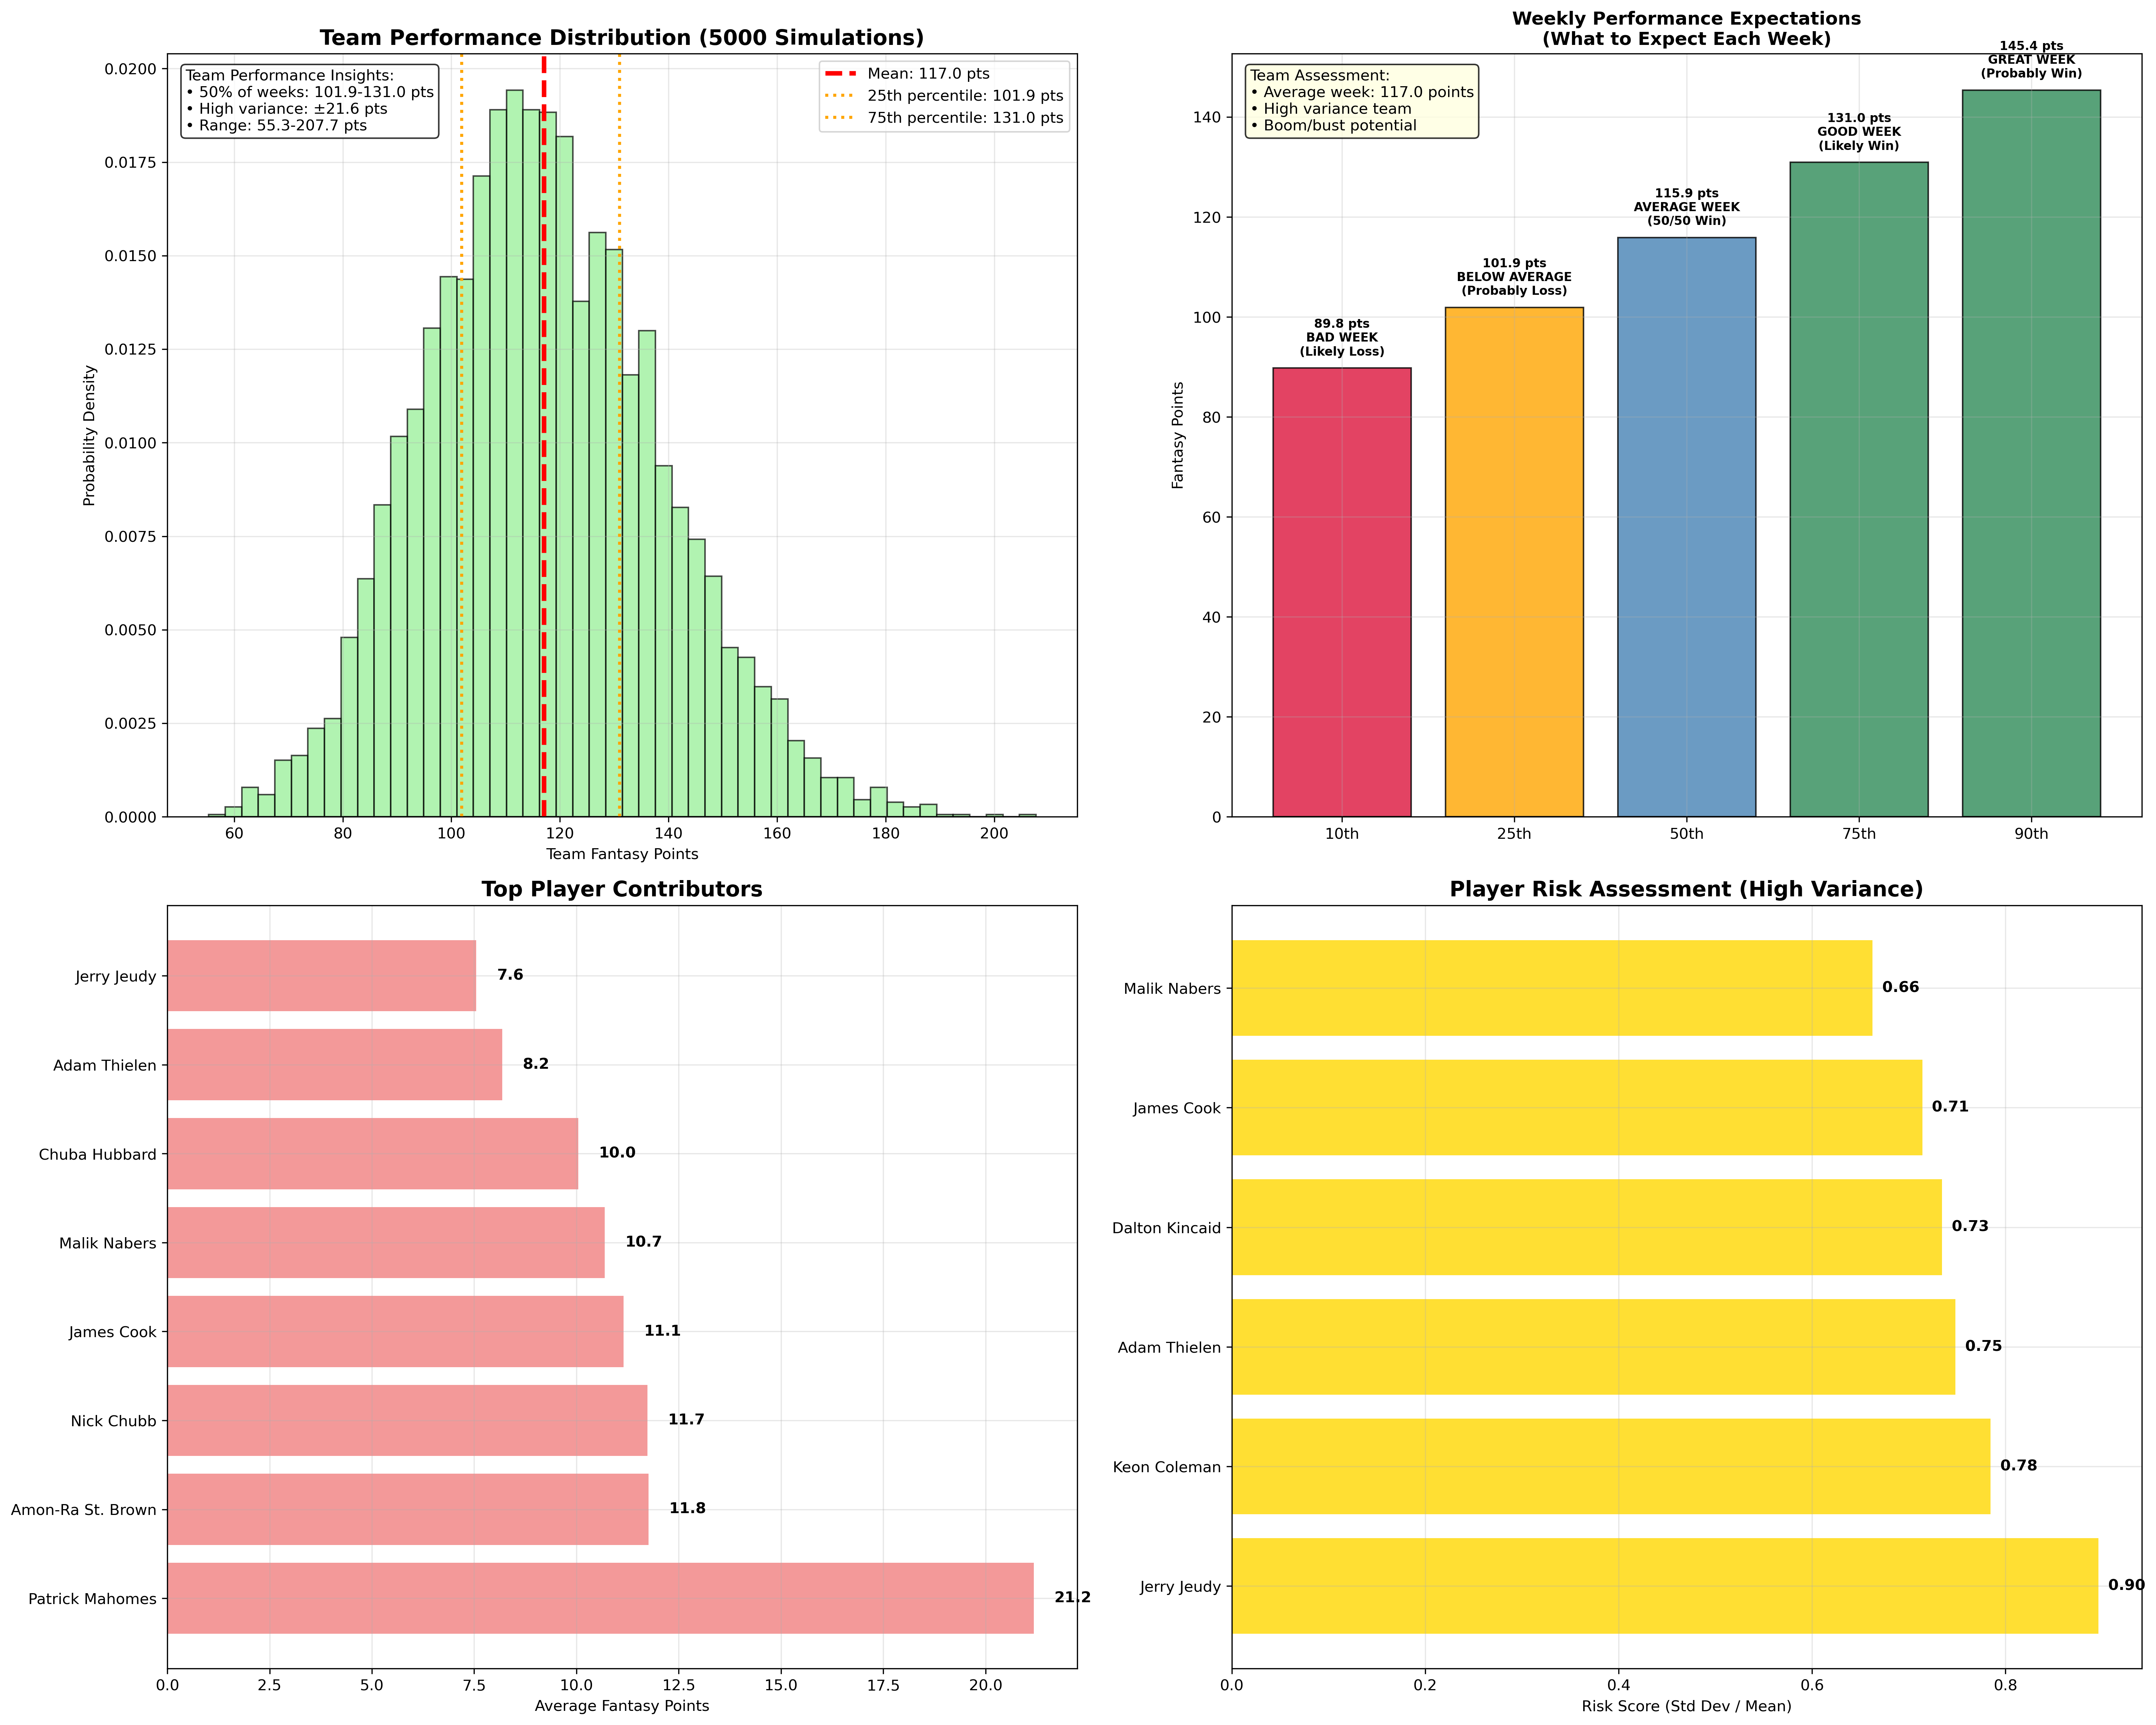 Team Performance Distribution (5000 Simulations)
Team Performance Insights:
• 50% of weeks: 101.9-131.0 pts
• High variance: ±21.6 pts
• Range: 55.3-207.7 pts
Mean: 117.0 pts
25th percentile: 101.9 pts
75th percentile: 131.0 pts
Probability Density
0.0200
0.0175
0.0150
0.0125
0.0100
0.0075
0.0050
0.0025
0.0000
60 80 100 120 140 160 180 200
Team Fantasy Points
Weekly Performance Expectations
(What to Expect Each Week)
Team Assessment:
• Average week: 117.0 points
• High variance team
• Boom/bust potential
89.8 pts
BAD WEEK
(Likely Loss)
101.9 pts
BELOW AVERAGE
(Probably Loss)
115.9 pts
AVERAGE WEEK
(50/50 Win)
131.0 pts
GOOD WEEK
(Likely Win)
145.4 pts
GREAT WEEK
(Probably Win)
Fantasy Points
140
120
100
80
60
40
20
0
10th 25th 50th 75th 90th
Top Player Contributors
Jerry Jeudy 7.6
Adam Thielen 8.2
Chuba Hubbard 10.0
Malik Nabers 10.7
James Cook 11.1
Nick Chubb 11.7
Amon-Ra St. Brown 11.8
Patrick Mahomes 21.2
0.0 2.5 5.0 7.5 10.0 12.5 15.0 17.5 20.0
Average Fantasy Points
Player Risk Assessment (High Variance)
Malik Nabers 0.66
James Cook 0.71
Dalton Kincaid 0.73
Adam Thielen 0.75
Keon Coleman 0.78
Jerry Jeudy 0.90
0.0 0.2 0.4 0.6 0.8
Risk Score (Std Dev / Mean)